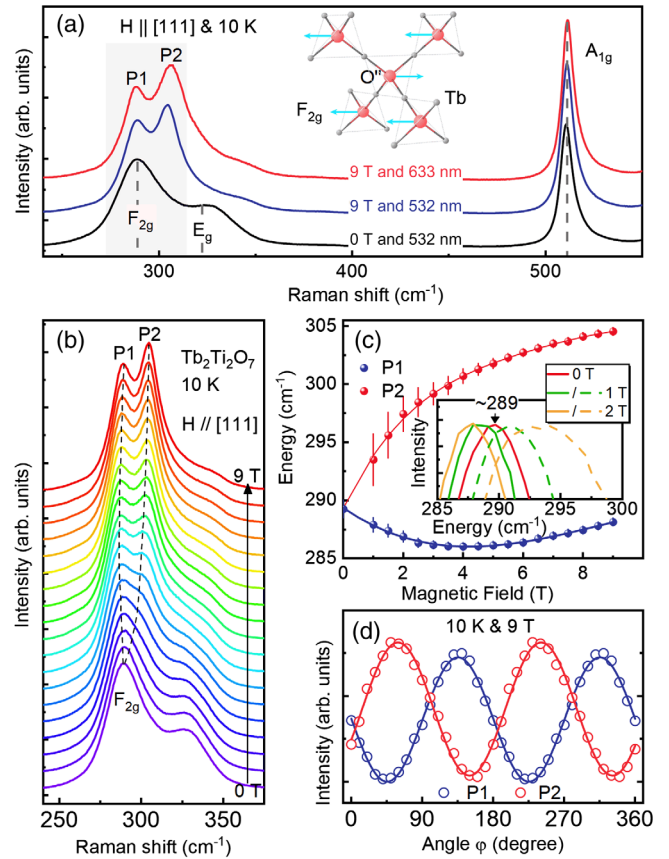 (a)
H || [111] & 10 K
P1
P2
O''
Tb
F2g
A1g
9 T and 633 nm
9 T and 532 nm
0 T and 532 nm
F2g
Eg
Intensity (arb. units)
300
400
500
Raman shift (cm⁻¹)
(b)
P1
P2
Tb2Ti2O7
10 K
H // [111]
9 T
0 T
F2g
Intensity (arb. units)
250
300
350
Raman shift (cm⁻¹)
(c)
P1
P2
305
300
295
290
285
Energy (cm⁻¹)
0 T
/ 1 T
/ 2 T
~289
Intensity
285
290
295
300
Energy (cm⁻¹)
0
2
4
6
8
10
Magnetic Field (T)
(d)
10 K & 9 T
Intensity (arb. units)
P1
P2
0
90
180
270
360
Angle φ (degree)